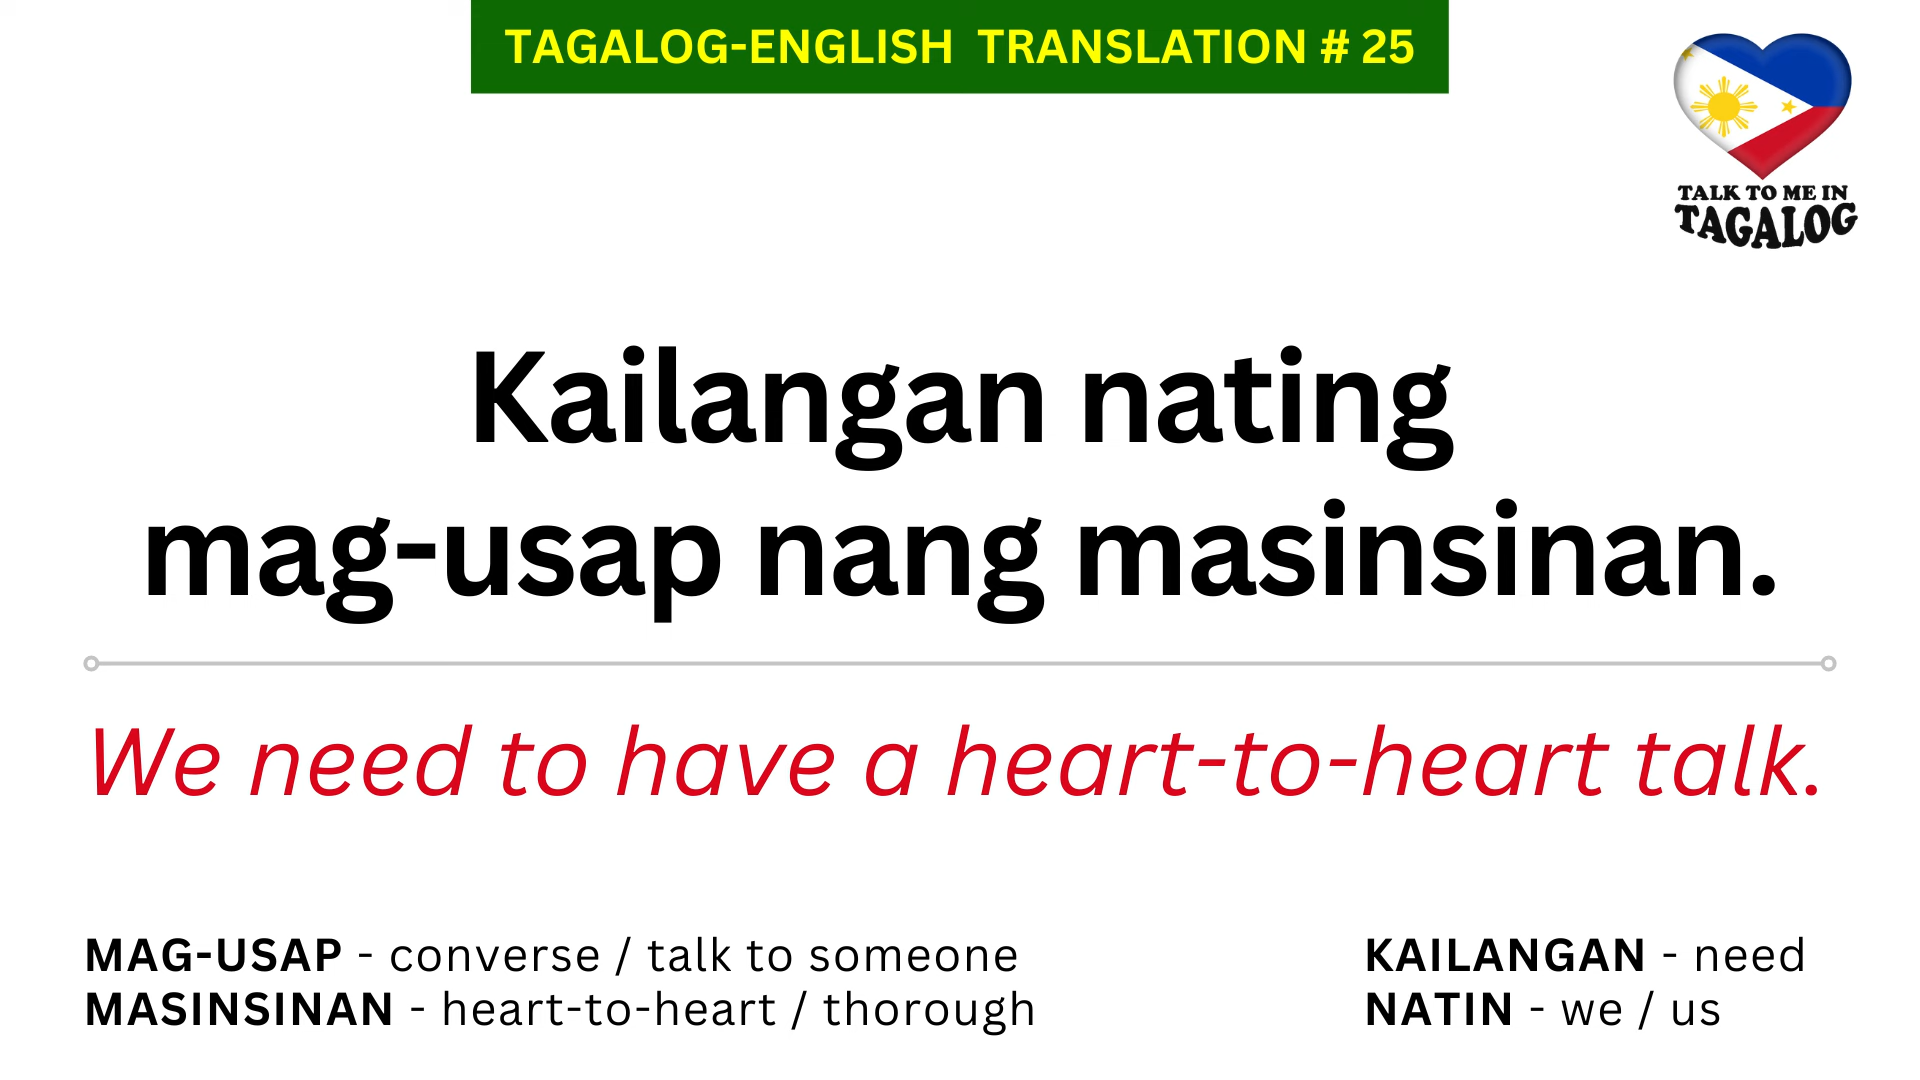 TAGALOG-ENGLISH TRANSLATION # 25
TALK TO ME IN
TAGALOG
Kailangan nating
mag-usap nang masinsinan.
We need to have a heart-to-heart talk.
MAG-USAP - converse / talk to someone
MASINSINAN - heart-to-heart / thorough
KAILANGAN - need
NATIN - we / us